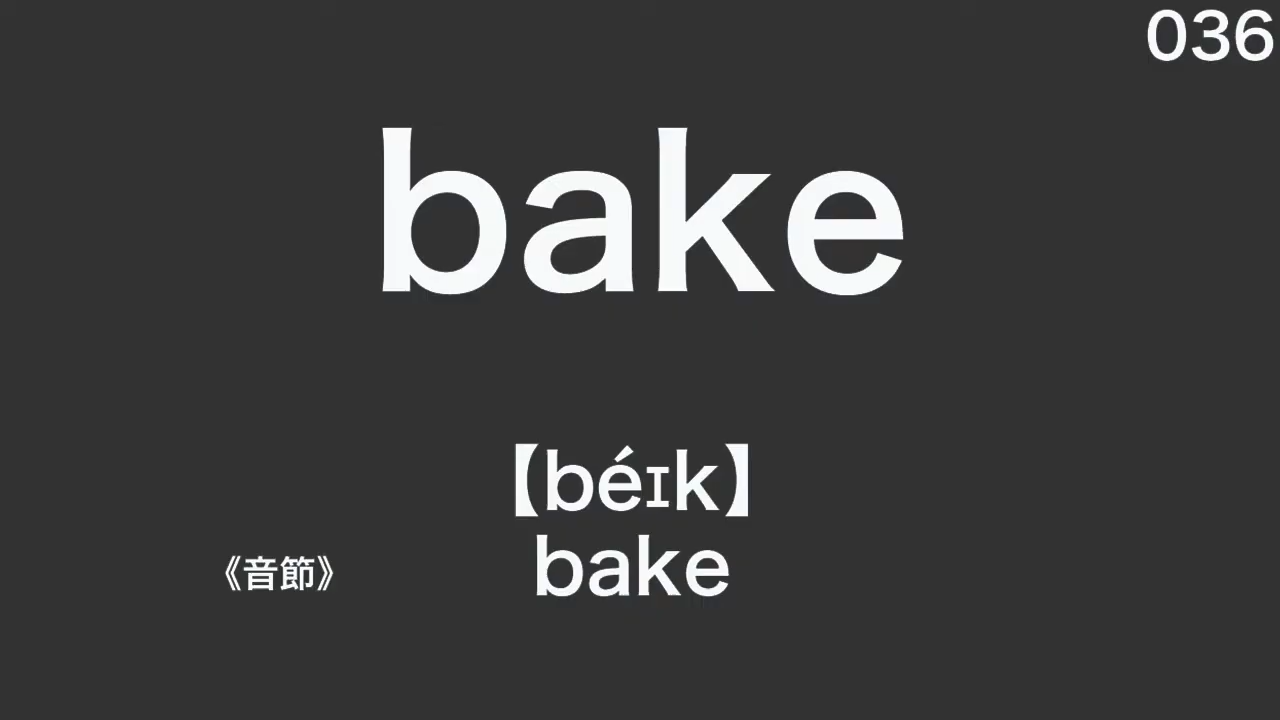 036
bake
【béɪk】
《音節》 bake